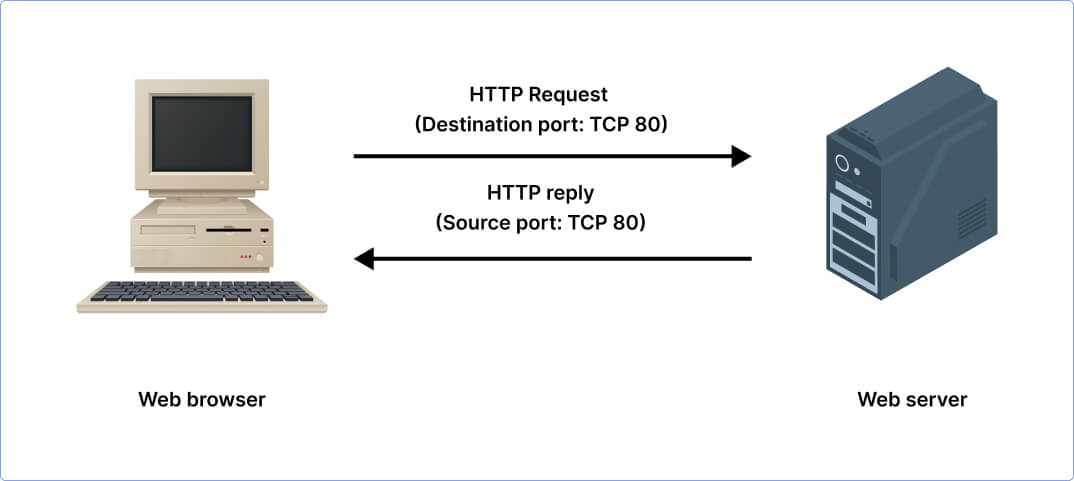 HTTP Request
(Destination port: TCP 80)
HTTP reply
(Source port: TCP 80)
Web browser
Web server